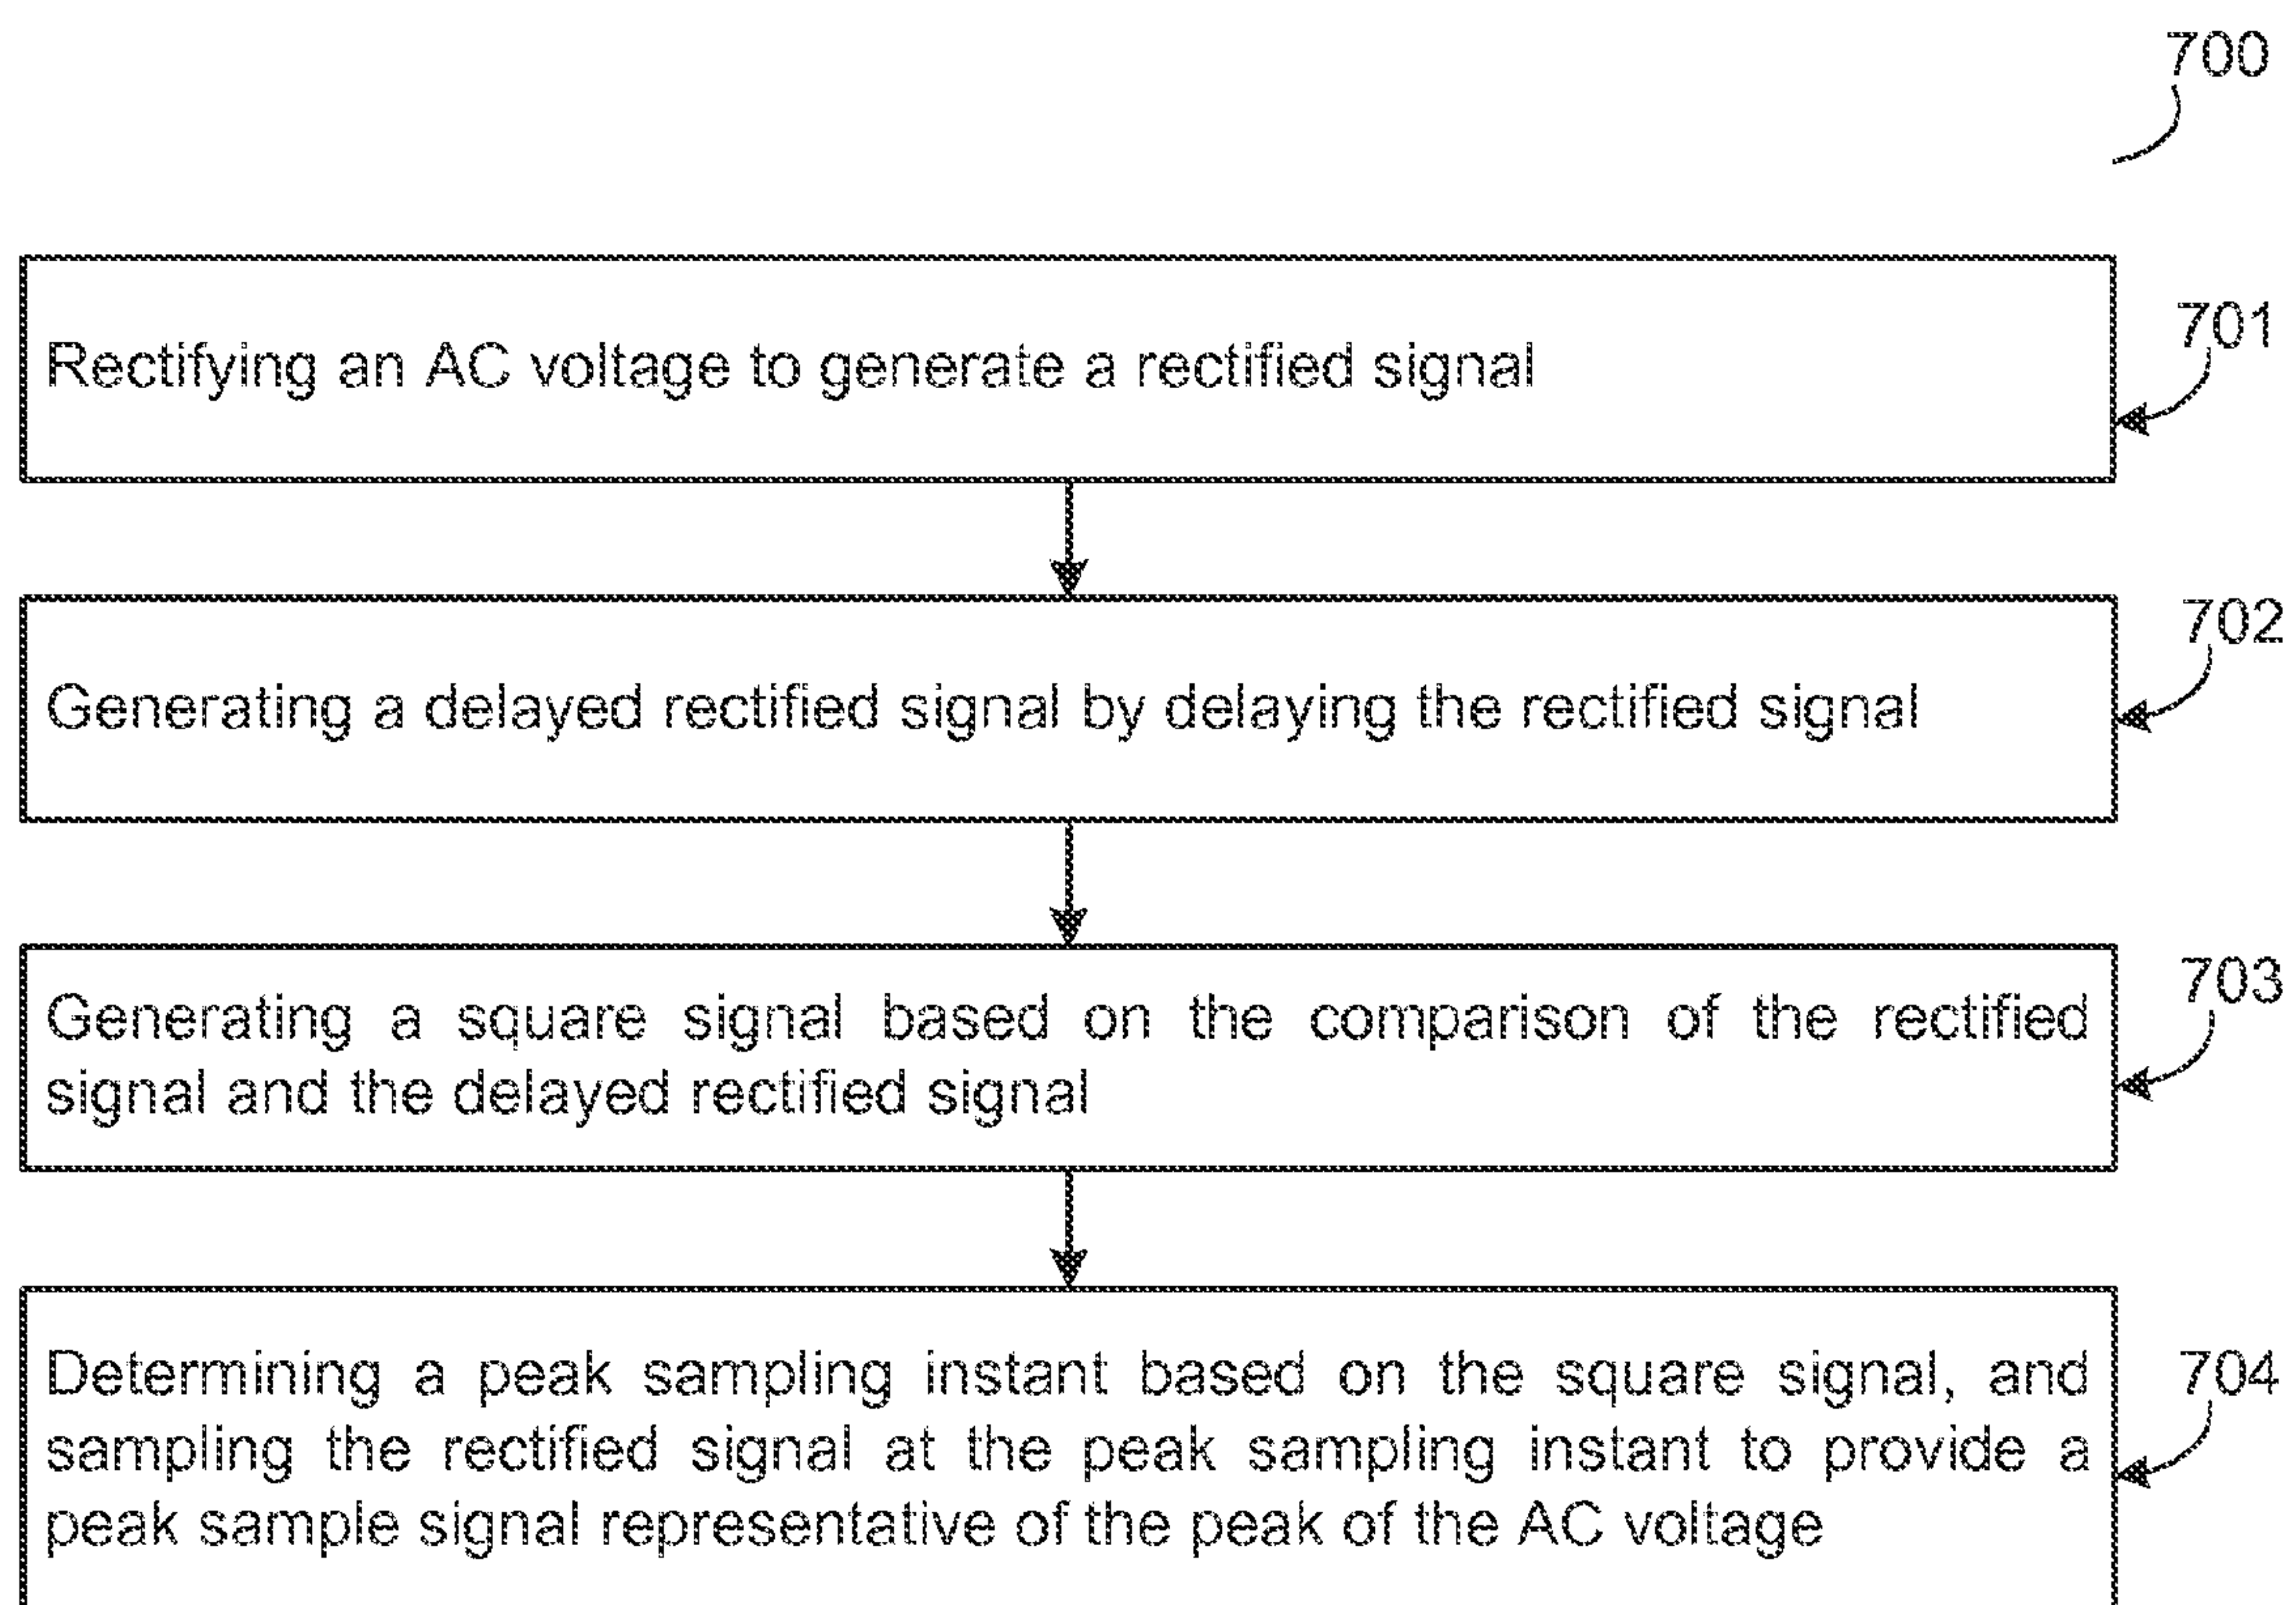 700
Rectifying an AC voltage to generate a rectified signal
701
Generating a delayed rectified signal by delaying the rectified signal
702
Generating a square signal based on the comparison of the rectified
signal and the delayed rectified signal
703
Determining a peak sampling instant based on the square signal, and
sampling the rectified signal at the peak sampling instant to provide a
peak sample signal representative of the peak of the AC voltage
704